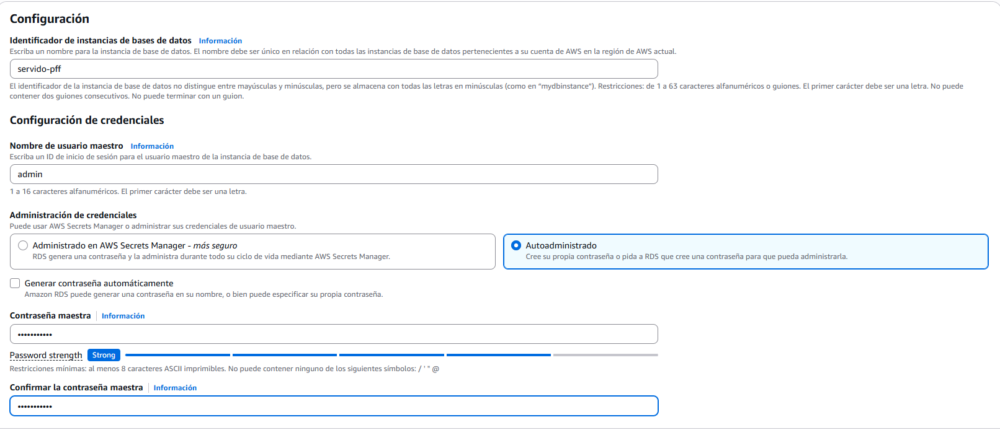 Configuración
Identificador de instancias de bases de datos Información
Escriba un nombre para la instancia de base de datos. El nombre debe ser único en relación con todas las instancias de base de datos pertenecientes a su cuenta de AWS en la región de AWS actual.
servido-pff
El identificador de la instancia de base de datos no distingue entre mayúsculas y minúsculas, pero se almacena con todas las letras en minúsculas (como en “mydbinstance”). Restricciones: de 1 a 63 caracteres alfanuméricos o guiones. El primer carácter debe ser una letra. No puede
contener dos guiones consecutivos. No puede terminar con un guion.
Configuración de credenciales
Nombre de usuario maestro Información
Escriba un ID de inicio de sesión para el usuario maestro de la instancia de base de datos.
admin
1 a 16 caracteres alfanuméricos. El primer carácter debe ser una letra.
Administración de credenciales
Puede usar AWS Secrets Manager o administrar sus credenciales de usuario maestro.
Administrado en AWS Secrets Manager - más seguro
RDS genera una contraseña y la administra durante todo su ciclo de vida mediante AWS Secrets Manager.
Autoadministrado
Cree su propia contraseña o pida a RDS que cree una contraseña para que pueda administrarla.
Generar contraseña automáticamente
Amazon RDS puede generar una contraseña en su nombre, o bien puede especificar su propia contraseña.
Contraseña maestra Información
•••••••••••
Password strength Strong
Restricciones mínimas: al menos 8 caracteres ASCII imprimibles. No puede contener ninguno de los siguientes símbolos: / ' " @
Confirmar la contraseña maestra Información
•••••••••••